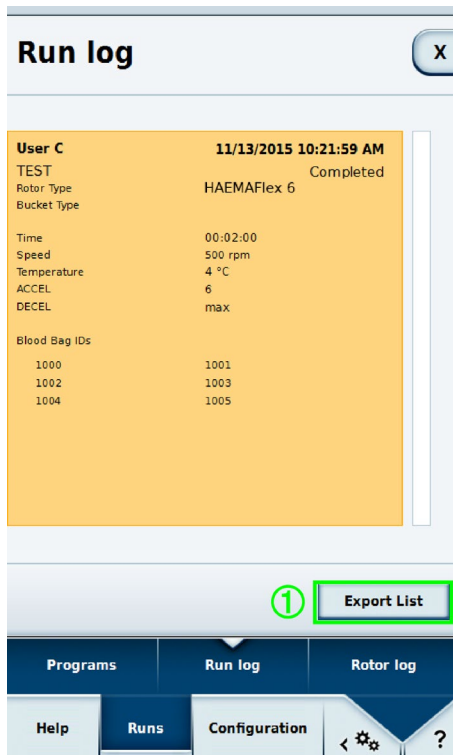 Run log
X
User C 11/13/2015 10:21:59 AM
TEST Completed
Rotor Type HAEMAFlex 6
Bucket Type
Time 00:02:00
Speed 500 rpm
Temperature 4 °C
ACCEL 6
DECEL max
Blood Bag IDs
1000 1001
1002 1003
1004 1005
① Export List
Programs Run log Rotor log
Help Runs Configuration < ?